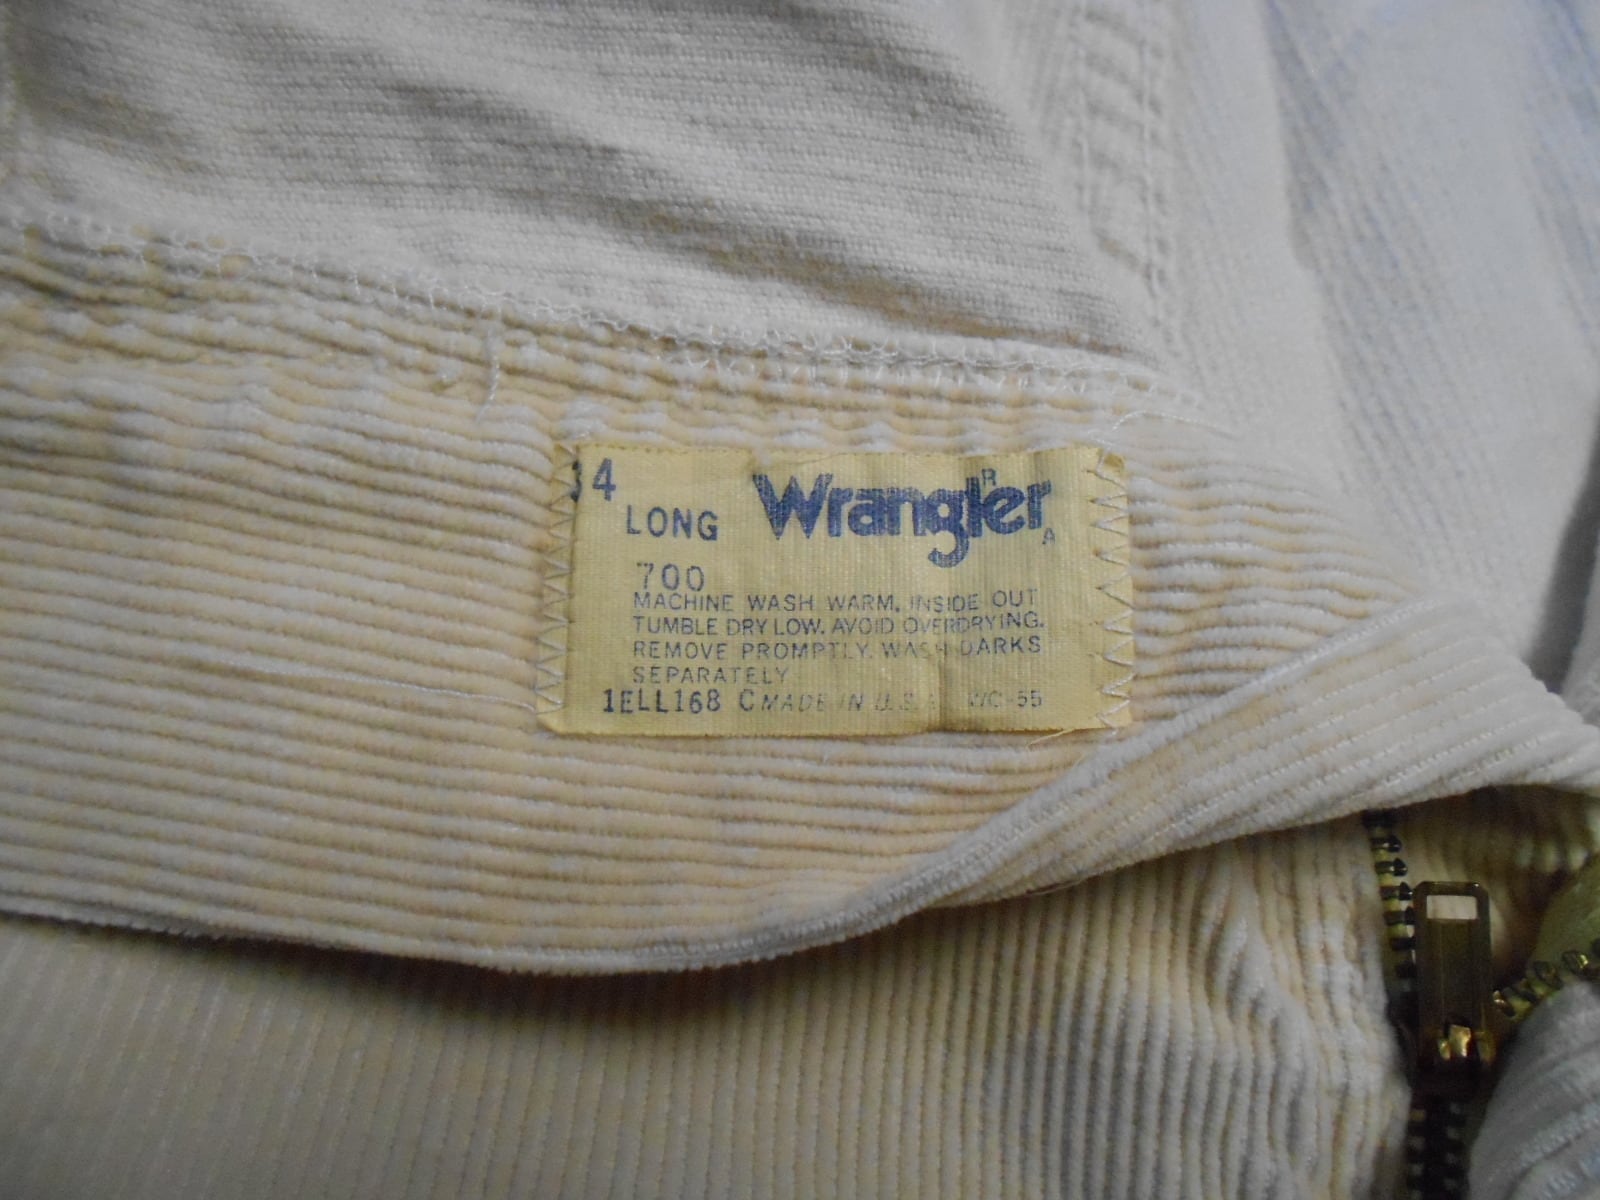 34
LONG Wrangler R A
700
MACHINE WASH WARM, INSIDE OUT
TUMBLE DRY LOW. AVOID OVERDRYING.
REMOVE PROMPTLY. WASH DARKS
SEPARATELY
1ELL168 C MADE IN U.S.A. WC-55